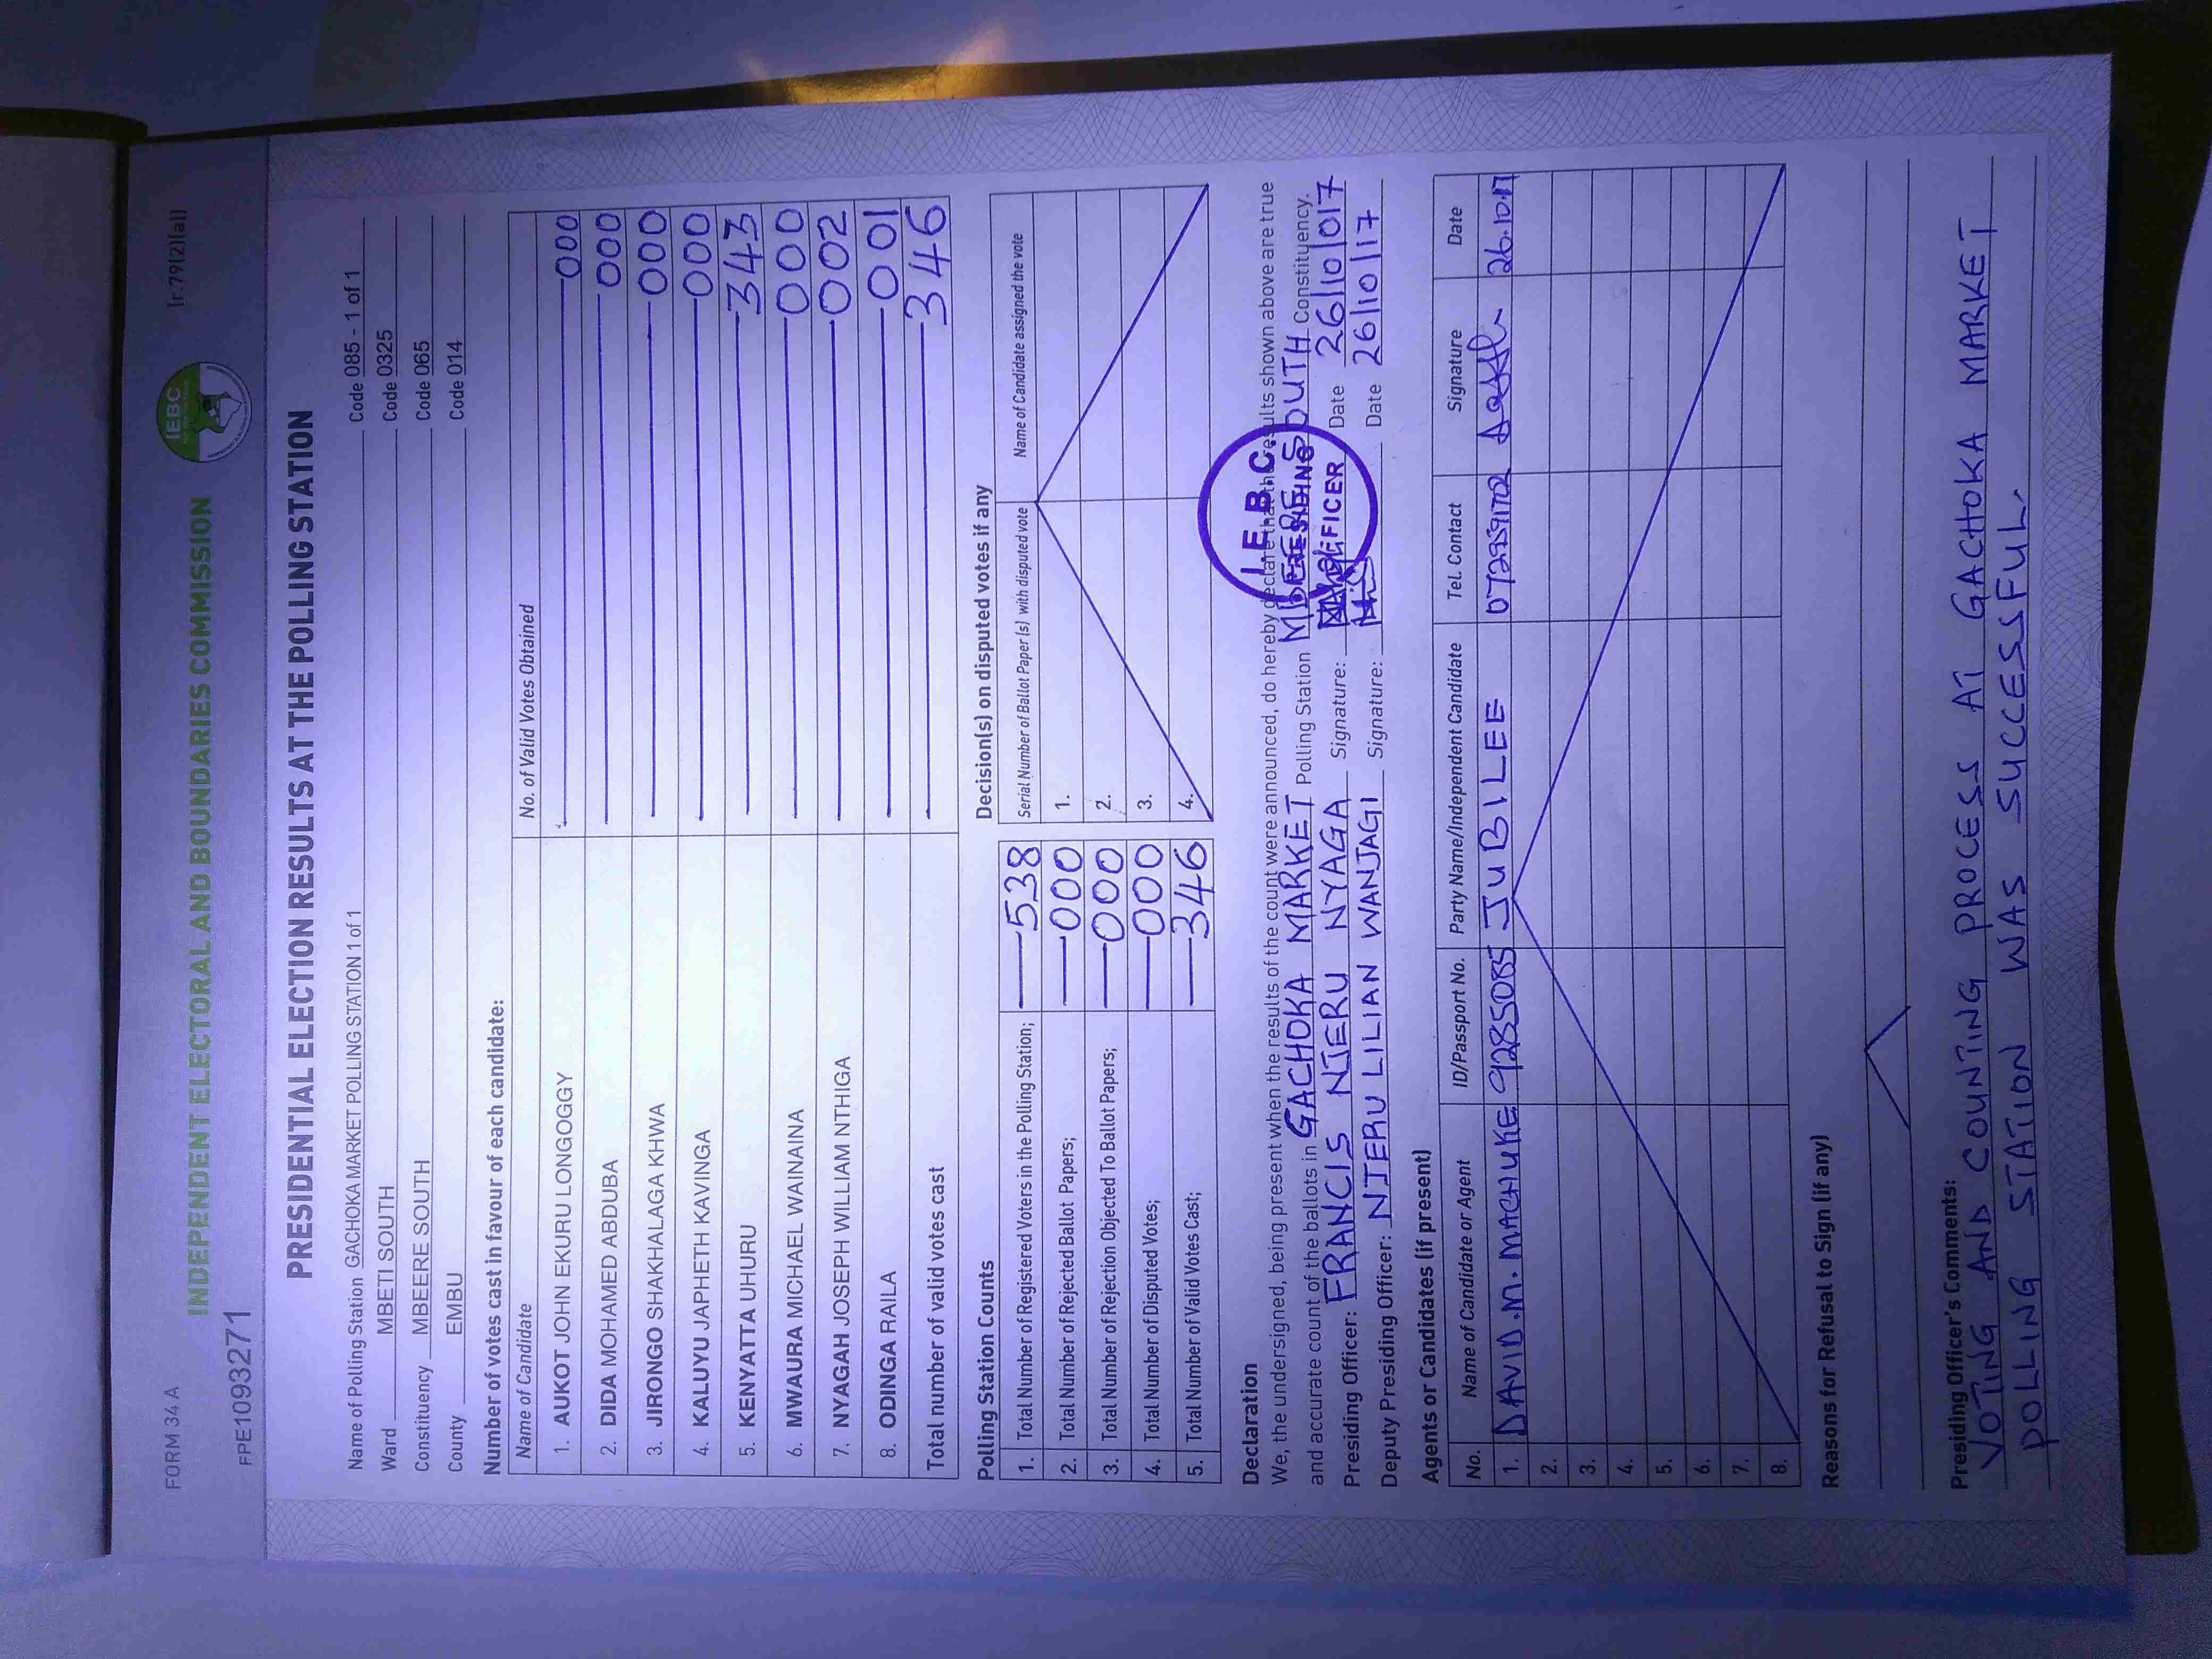 FORM 34 A
[r.79(2)(a)]
IEBC
INDEPENDENT ELECTORAL AND BOUNDARIES COMMISSION
FPE1093271
PRESIDENTIAL ELECTION RESULTS AT THE POLLING STATION
Name of Polling Station GACHOKA MARKET POLLING STATION 1 of 1 Code 085 - 1 of 1
Ward MBETI SOUTH Code 0325
Constituency MBEERE SOUTH Code 065
County EMBU Code 014
Number of votes cast in favour of each candidate:
Name of Candidate No. of Valid Votes Obtained
1. AUKOT JOHN EKURU LONGOGGY 000
2. DIDA MOHAMED ABDUBA 000
3. JIRONGO SHAKHALAGA KHWA 000
4. KALUYU JAPHETH KAVINGA 000
5. KENYATTA UHURU 343
6. MWAURA MICHAEL WAINAINA 000
7. NYAGAH JOSEPH WILLIAM NTHIGA 002
8. ODINGA RAILA 001
Total number of valid votes cast 346
Polling Station Counts
1. Total Number of Registered Voters in the Polling Station; 538
2. Total Number of Rejected Ballot Papers; 000
3. Total Number of Rejection Objected To Ballot Papers; 000
4. Total Number of Disputed Votes; 000
5. Total Number of Valid Votes Cast; 346
Decision(s) on disputed votes if any
Serial Number of Ballot Paper (s) with disputed vote Name of Candidate assigned the vote
1.
2.
3.
4.
Declaration
We, the undersigned, being present when the results of the count were announced, do hereby declare that the results shown above are true
and accurate count of the ballots in GACHOKA MARKET Polling Station MBEERE SOUTH Constituency.
Presiding Officer: FRANCIS NJERU NYAGA Signature: Date 26/10/017
Deputy Presiding Officer: NJERU LILIAN WANJAGI Signature: Date 26/10/17
I.E.B.C.
PRESIDING
OFFICER
Agents or Candidates (if present)
No. Name of Candidate or Agent ID/Passport No. Party Name/Independent Candidate Tel. Contact Signature Date
1. DAVID.M.MACHUKE 9285085 JUBILEE 26.10.17
2.
3.
4.
5.
6.
7.
8.
Reasons for Refusal to Sign (if any)
Presiding Officer's Comments:
VOTING AND COUNTING PROCESS AT GACHOKA MARKET
POLLING STATION WAS SUCCESSFUL.